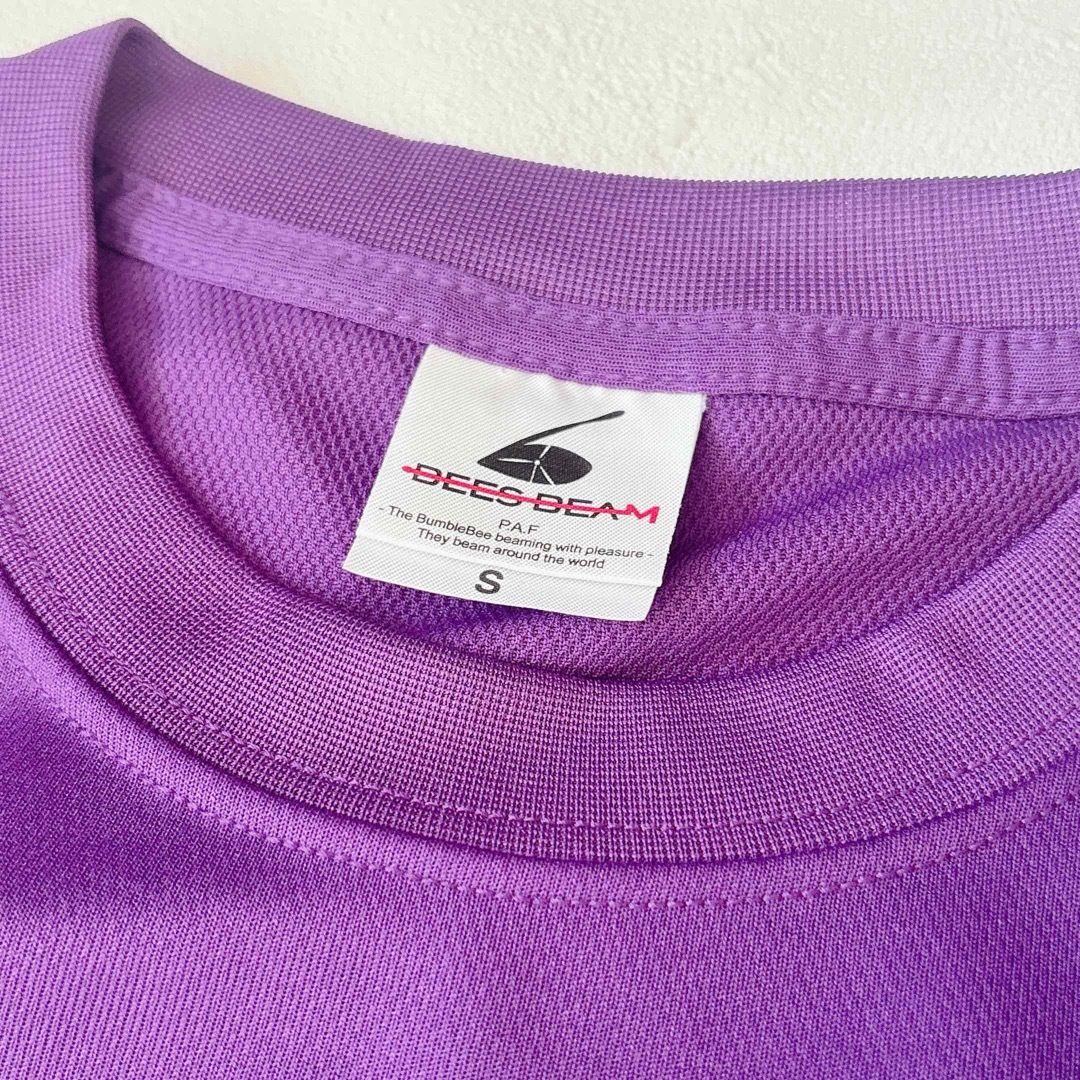 BEES BEAM
P.A.F
- The BumbleBee beaming with pleasure -
They beam around the world
S